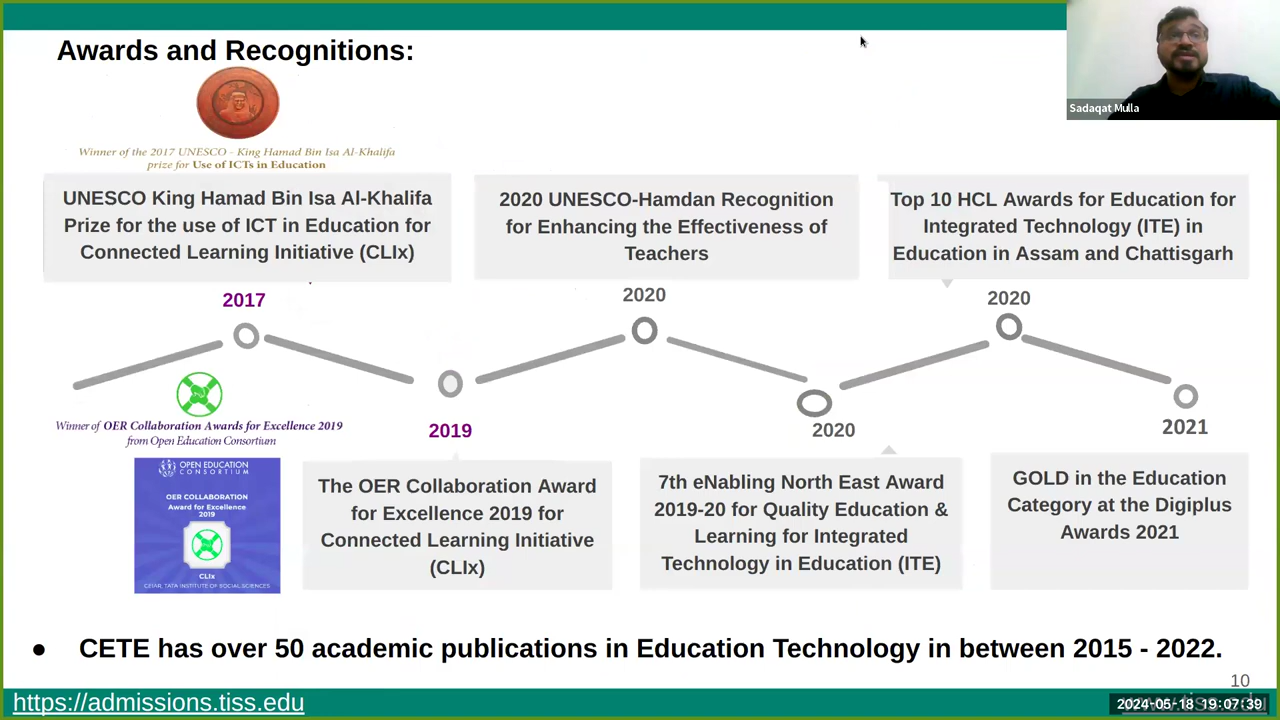 Awards and Recognitions:
Sadaqat Mulla
Winner of the 2017 UNESCO - King Hamad Bin Isa Al-Khalifa
prize for Use of ICTs in Education
UNESCO King Hamad Bin Isa Al-Khalifa
Prize for the use of ICT in Education for
Connected Learning Initiative (CLIx)
2017
2020 UNESCO-Hamdan Recognition
for Enhancing the Effectiveness of
Teachers
2020
Top 10 HCL Awards for Education for
Integrated Technology (ITE) in
Education in Assam and Chattisgarh
2020
Winner of OER Collaboration Awards for Excellence 2019
from Open Education Consortium
OPEN EDUCATION
CONSORTIUM
OER COLLABORATION
Award for Excellence
2019
CLIx
CEIAR, TATA INSTITUTE OF SOCIAL SCIENCES
2019
The OER Collaboration Award
for Excellence 2019 for
Connected Learning Initiative
(CLIx)
2020
7th eNabling North East Award
2019-20 for Quality Education &
Learning for Integrated
Technology in Education (ITE)
2021
GOLD in the Education
Category at the Digiplus
Awards 2021
● CETE has over 50 academic publications in Education Technology in between 2015 - 2022.
10
https://admissions.tiss.edu
2024-05-18 19:07:39